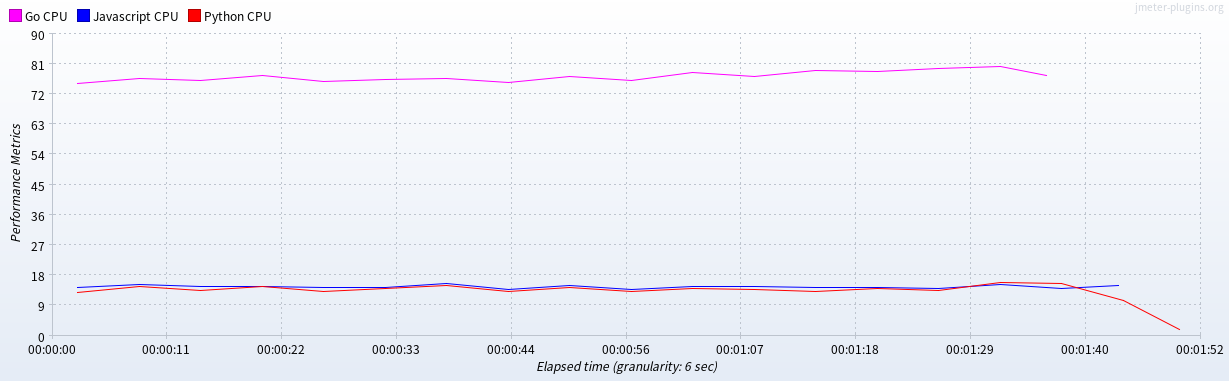 jmeter-plugins.org
Go CPU Javascript CPU Python CPU
90
81
72
63
54
45
36
27
18
9
0
Performance Metrics
00:00:00 00:00:11 00:00:22 00:00:33 00:00:44 00:00:56 00:01:07 00:01:18 00:01:29 00:01:40 00:01:52
Elapsed time (granularity: 6 sec)